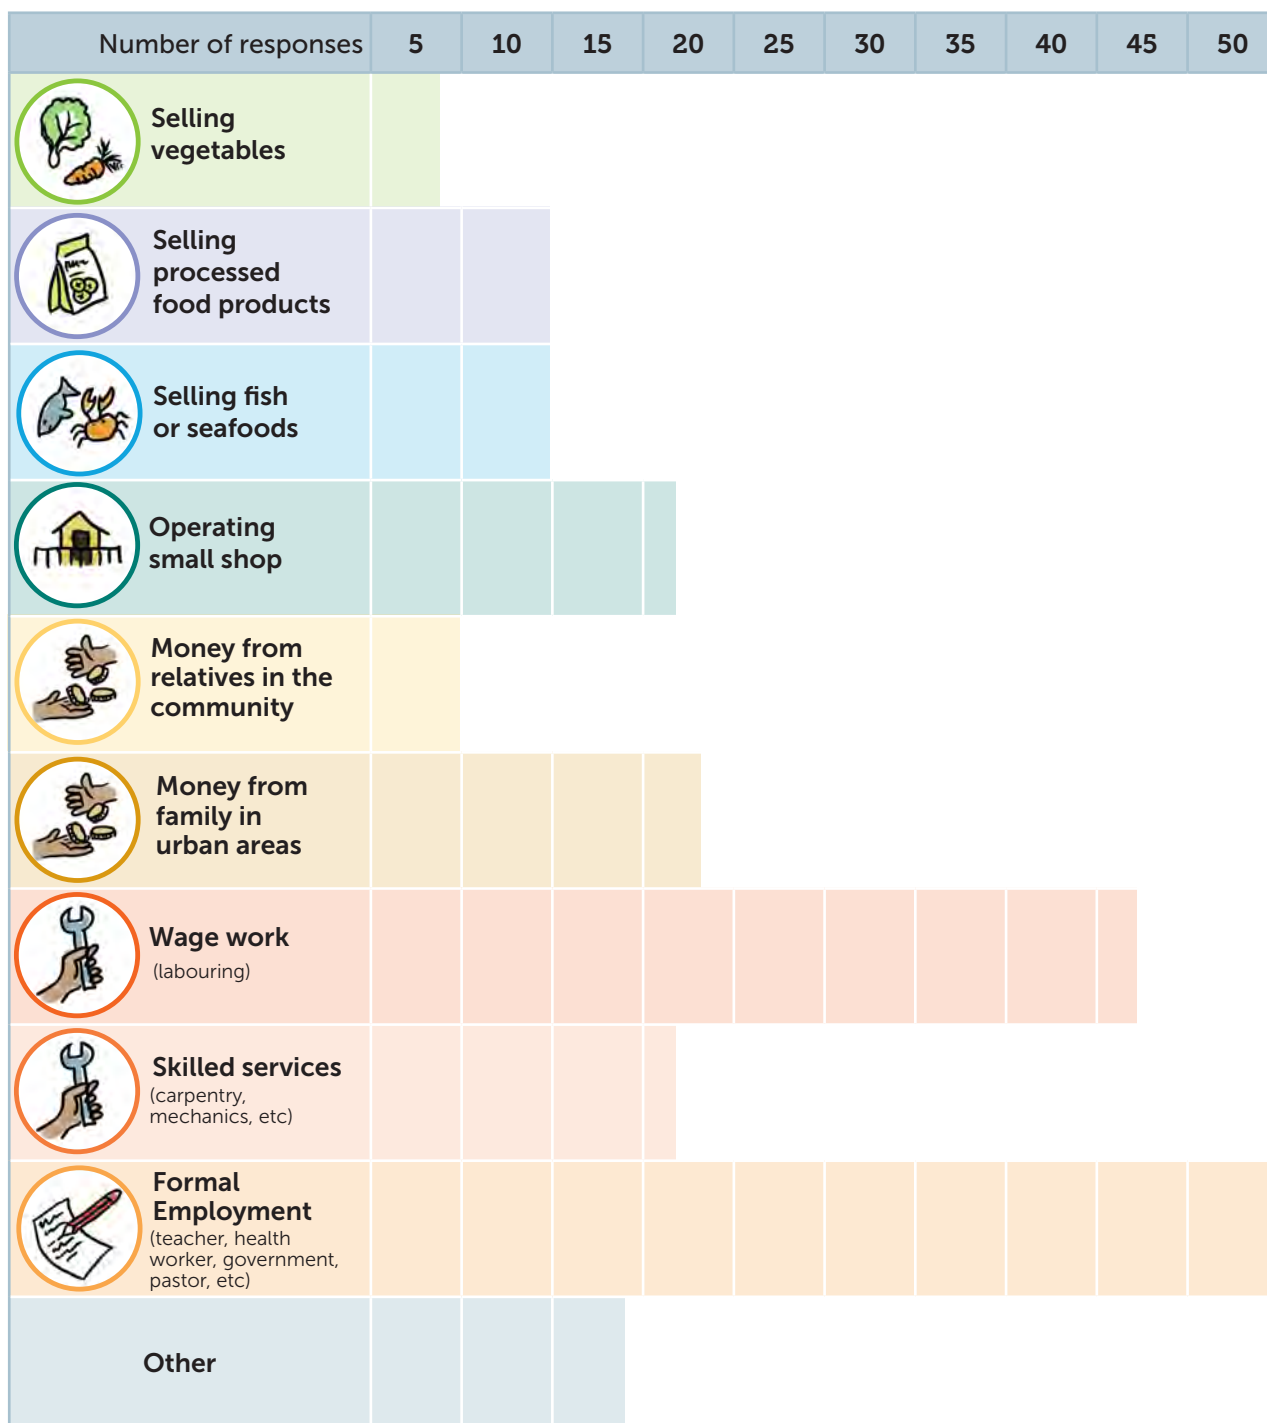 Number of responses 5 10 15 20 25 30 35 40 45 50
Selling
vegetables
Selling
processed
food products
Selling fish
or seafoods
Operating
small shop
Money from
relatives in the
community
Money from
family in
urban areas
Wage work
(labouring)
Skilled services
(carpentry,
mechanics, etc)
Formal
Employment
(teacher, health
worker, government,
pastor, etc)
Other